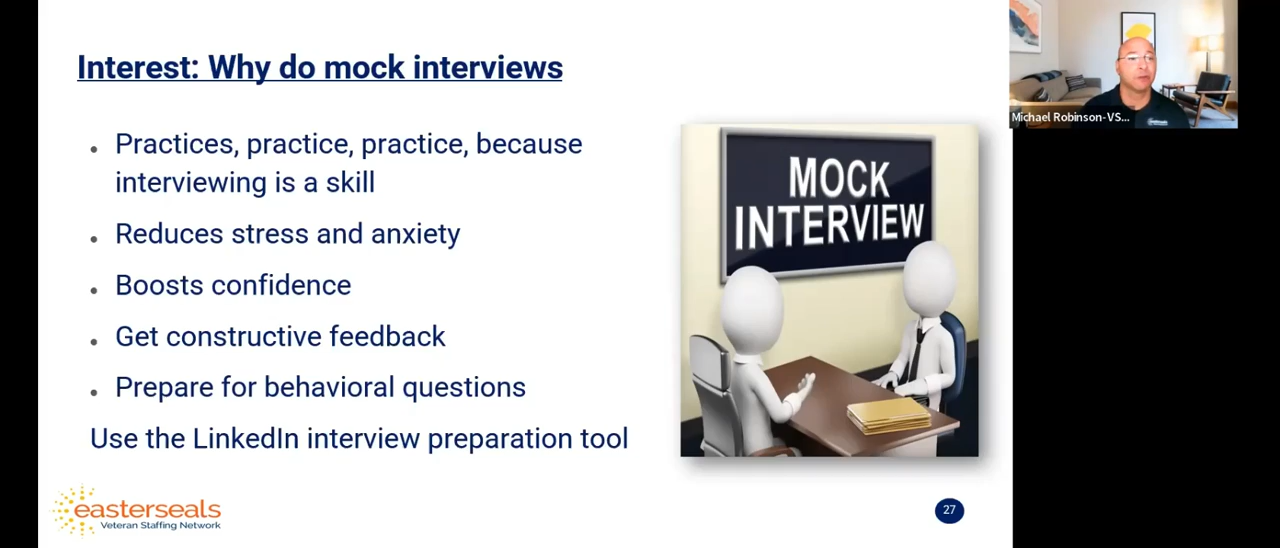 Interest: Why do mock interviews
Practices, practice, practice, because
interviewing is a skill
Reduces stress and anxiety
Boosts confidence
Get constructive feedback
Prepare for behavioral questions
Use the LinkedIn interview preparation tool
MOCK
INTERVIEW
easterseals
Veteran Staffing Network
27
Michael Robinson-VS...
easterseals